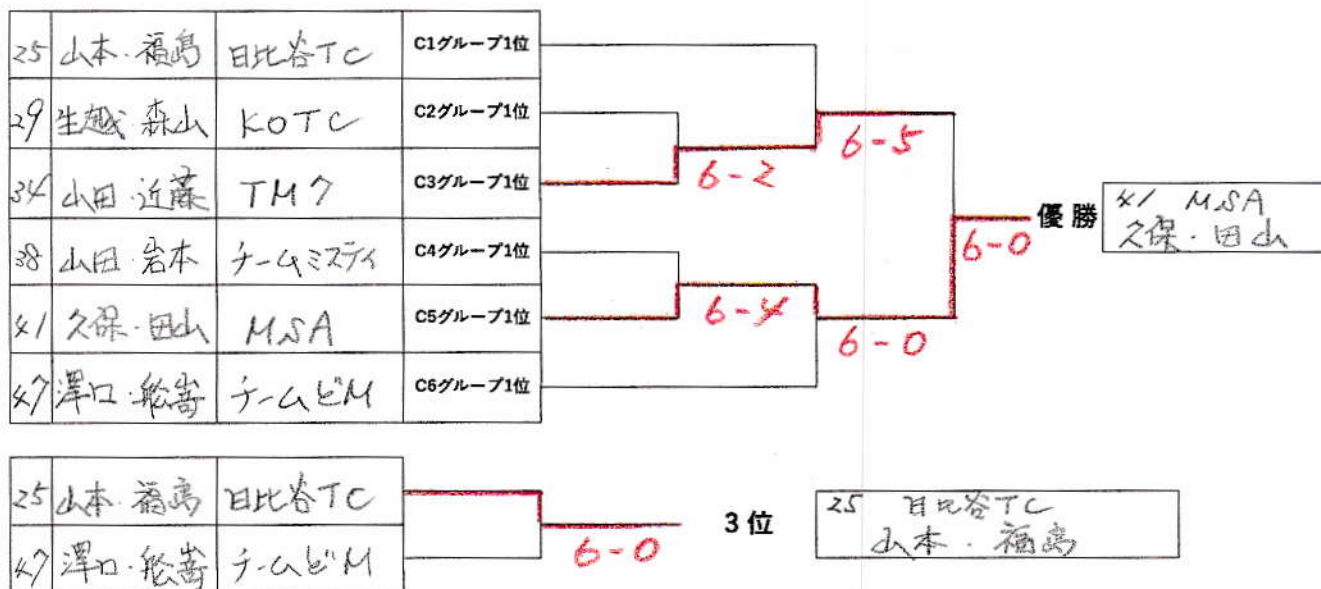 25 山本・福島 日比谷TC C1グループ1位
29 生越 森山 KOTC C2グループ1位
34 山田・近藤 TM7 C3グループ1位
38 山田・岩本 チームミスティ C4グループ1位
41 久保・田山 MSA C5グループ1位
47 澤口・舩嵜 チームどM C6グループ1位
6-2
6-5
6-4
6-0
6-0
優勝
41 MSA
久保・田山
25 山本・福島 日比谷TC
47 澤口・舩嵜 チームどM
6-0
3位
25 日比谷TC
山本・福島